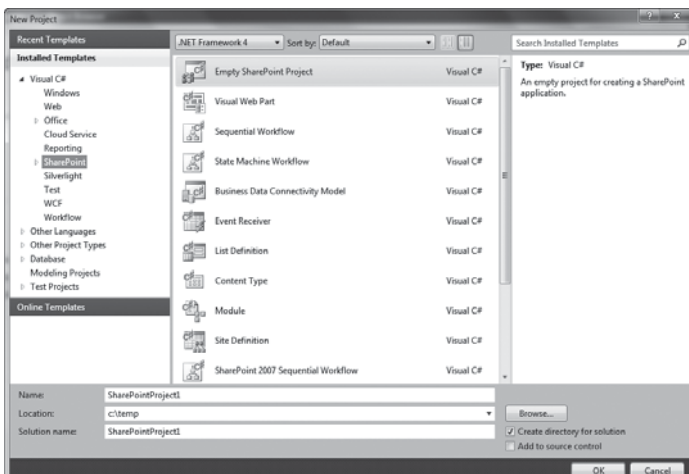 New Project
Recent Templates
Installed Templates
Visual C#
Windows
Web
Office
Cloud Service
Reporting
SharePoint
Silverlight
Test
WCF
Workflow
Other Languages
Other Project Types
Database
Modeling Projects
Test Projects
Online Templates
.NET Framework 4 Sort by: Default
Empty SharePoint Project Visual C#
Visual Web Part Visual C#
Sequential Workflow Visual C#
State Machine Workflow Visual C#
Business Data Connectivity Model Visual C#
Event Receiver Visual C#
List Definition Visual C#
Content Type Visual C#
Module Visual C#
Site Definition Visual C#
SharePoint 2007 Sequential Workflow Visual C#
Search Installed Templates
Type: Visual C#
An empty project for creating a SharePoint
application.
Name: SharePointProject1
Location: c:\temp Browse...
Solution name: SharePointProject1 Create directory for solution
Add to source control
OK Cancel